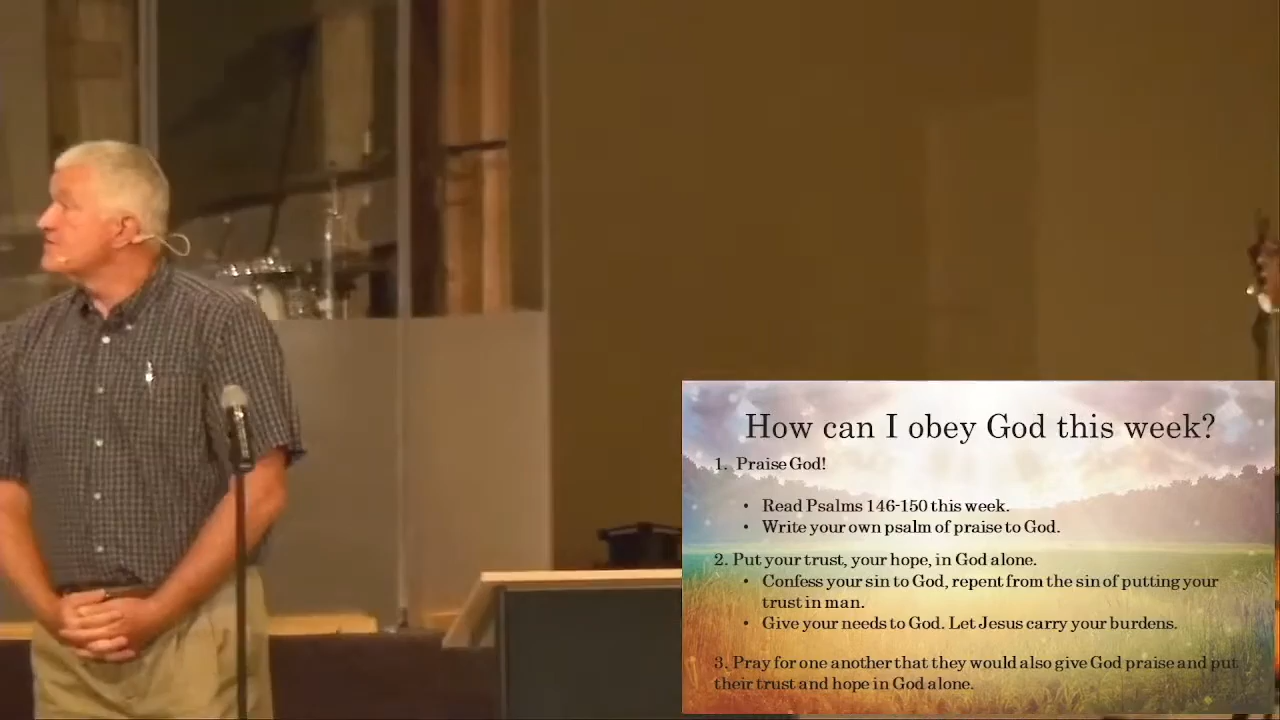 How can I obey God this week?
1. Praise God!
• Read Psalms 146-150 this week.
• Write your own psalm of praise to God.
2. Put your trust, your hope, in God alone.
• Confess your sin to God, repent from the sin of putting your
trust in man.
• Give your needs to God. Let Jesus carry your burdens.
3. Pray for one another that they would also give God praise and put
their trust and hope in God alone.